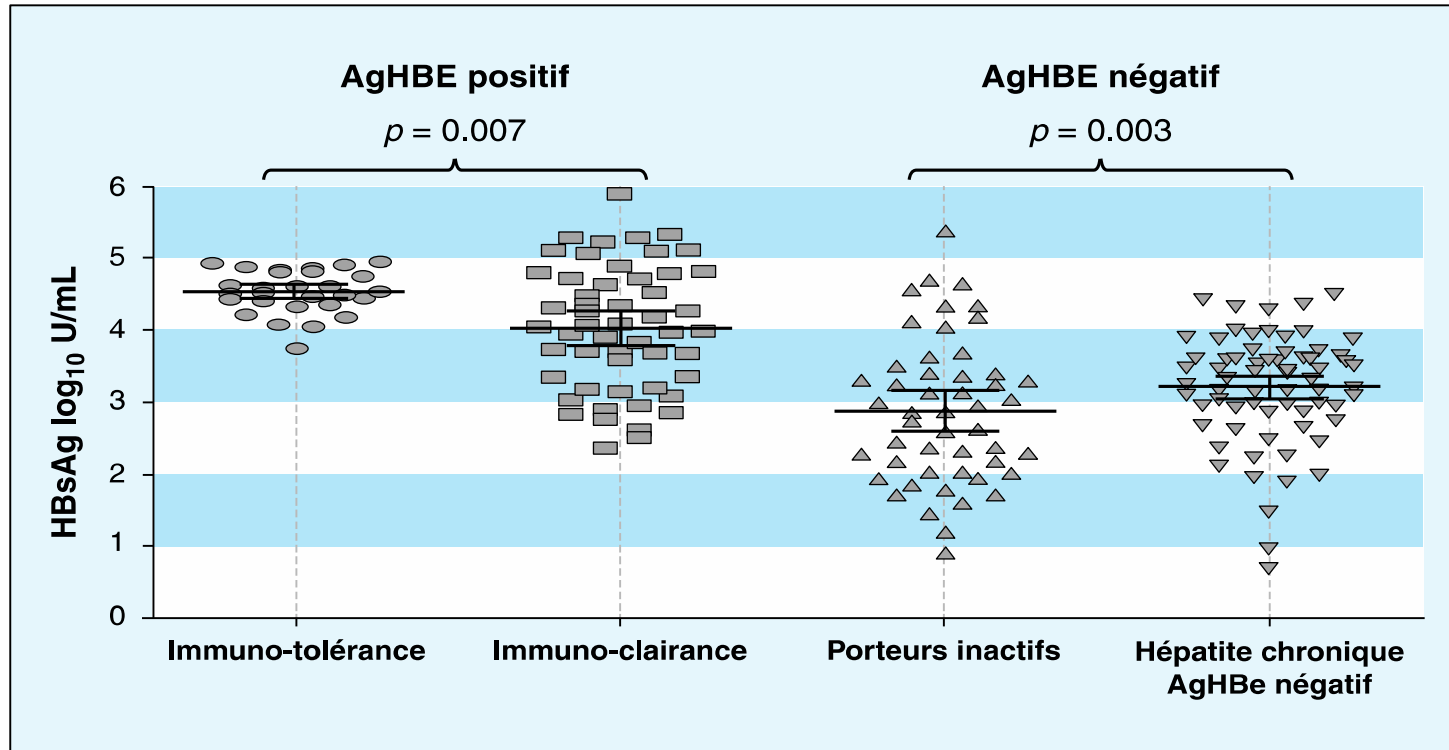 AgHBE positif
AgHBE négatif
p = 0.007
p = 0.003
HBsAg log10 U/mL
6
5
4
3
2
1
0
Immuno-tolérance
Immuno-clairance
Porteurs inactifs
Hépatite chronique
AgHBe négatif